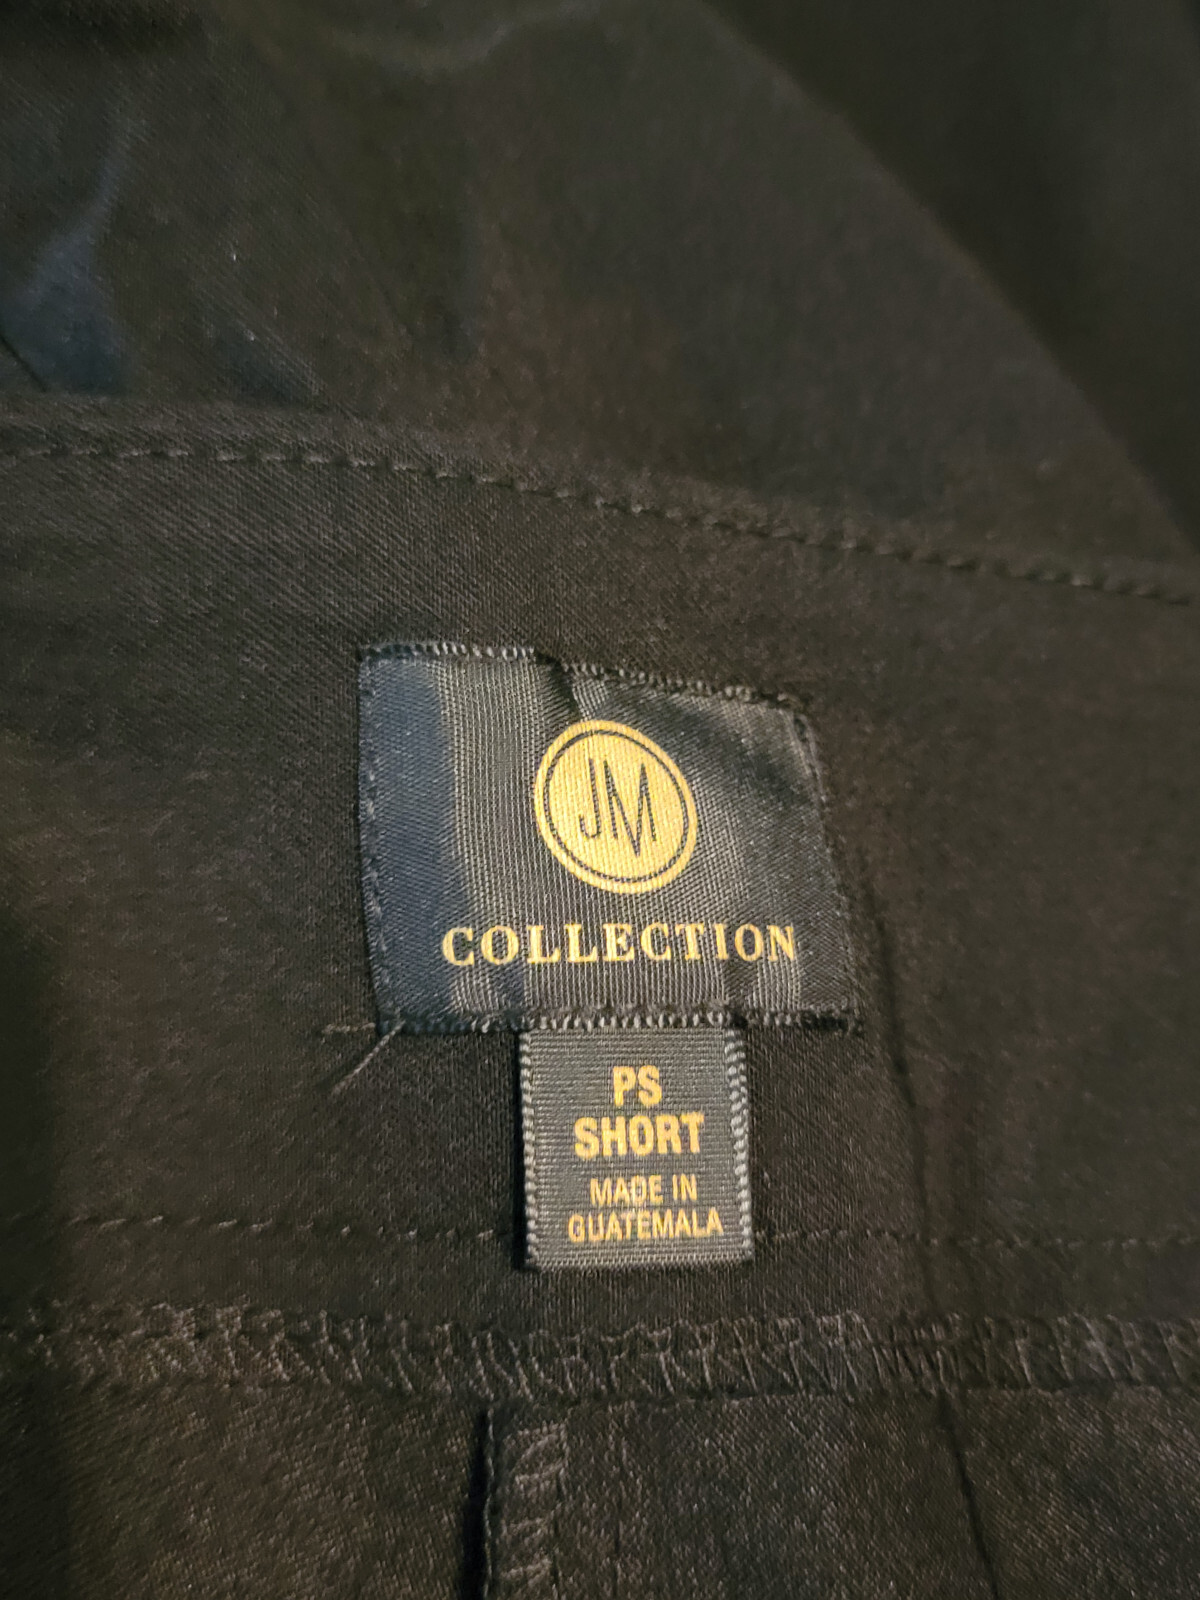 JM
COLLECTION
PS
SHORT
MADE IN
GUATEMALA